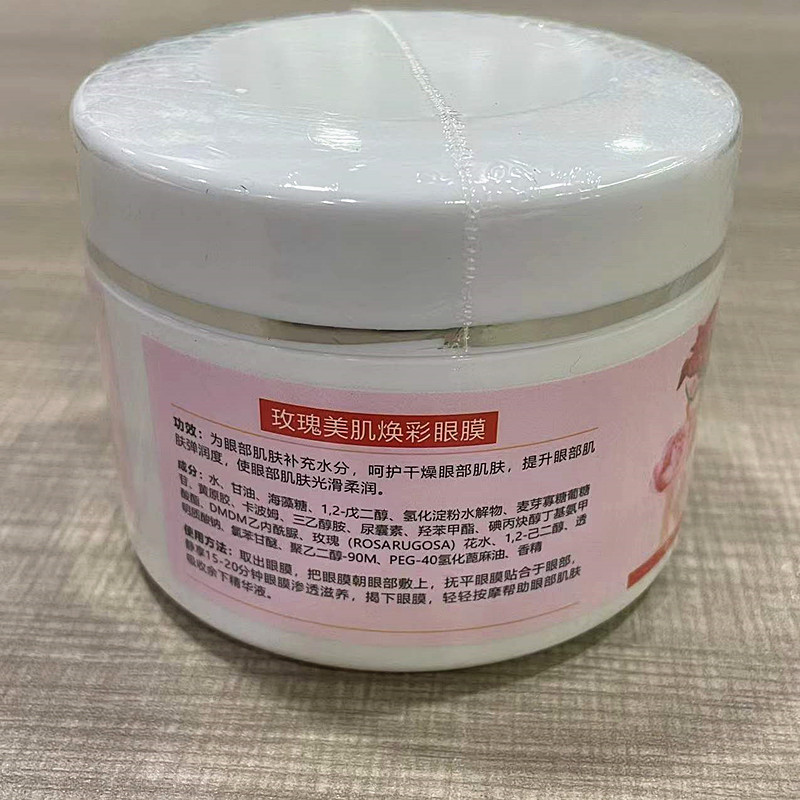 玫瑰美肌焕彩眼膜
功效：为眼部肌肤补充水分，呵护干燥眼部肌肤，提升眼部肌
肤弹润度，使眼部肌肤光滑柔润。
成分：水、甘油、海藻糖、1,2-戊二醇、氢化淀粉水解物、麦芽寡糖葡糖
苷、黄原胶、卡波姆、三乙醇胺、尿囊素、羟苯甲酯、碘丙炔醇丁基氨甲
酸酯、DMDM乙内酰脲、玫瑰（ROSARUGOSA）花水、1,2-己二醇、透
明质酸钠、氯苯甘醚、聚乙二醇-90M、PEG-40氢化蓖麻油、香精
使用方法：取出眼膜，把眼膜朝眼部敷上，抚平眼膜贴合于眼部，
静享15-20分钟眼膜渗透滋养，揭下眼膜，轻轻按摩帮助眼部肌肤
吸收余下精华液。